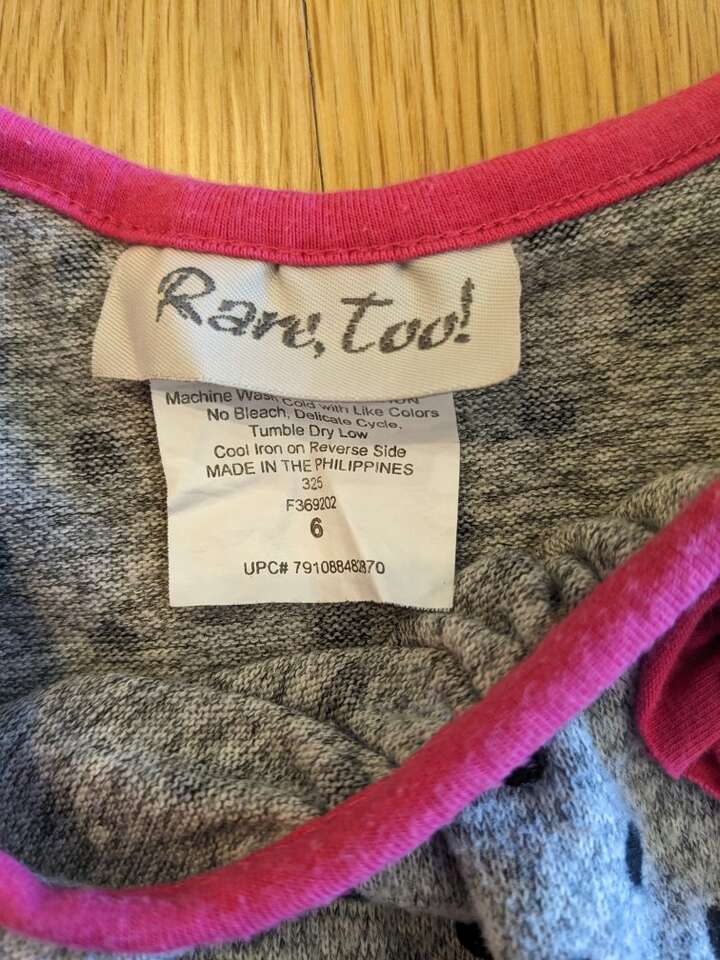 Rare, Too!
Machine Wash Cold with Like Colors
No Bleach, Delicate Cycle,
Tumble Dry Low
Cool Iron on Reverse Side
MADE IN THE PHILIPPINES
325
F369202
6
UPC#